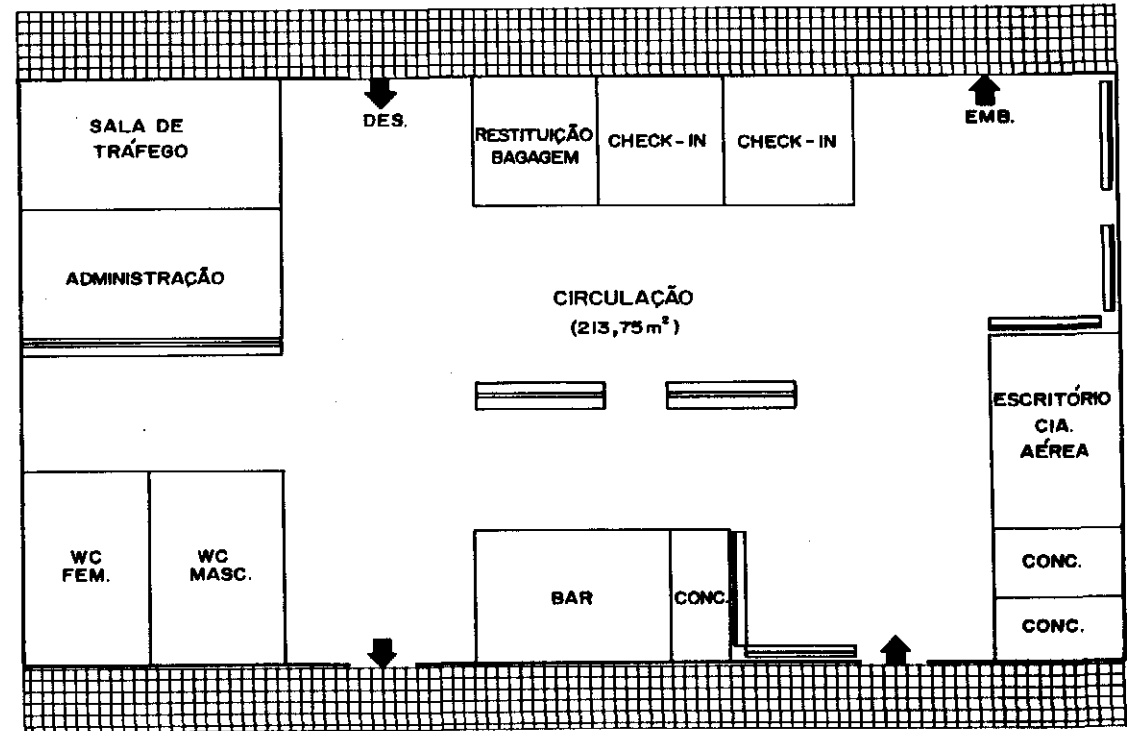 SALA DE
TRÁFEGO
DES.
RESTITUIÇÃO
BAGAGEM
CHECK-IN
CHECK-IN
EMB.
ADMINISTRAÇÃO
CIRCULAÇÃO
(213,75m²)
ESCRITÓRIO
CIA.
AÉREA
WC
FEM.
WC
MASC.
BAR
CONC.
CONC.
CONC.